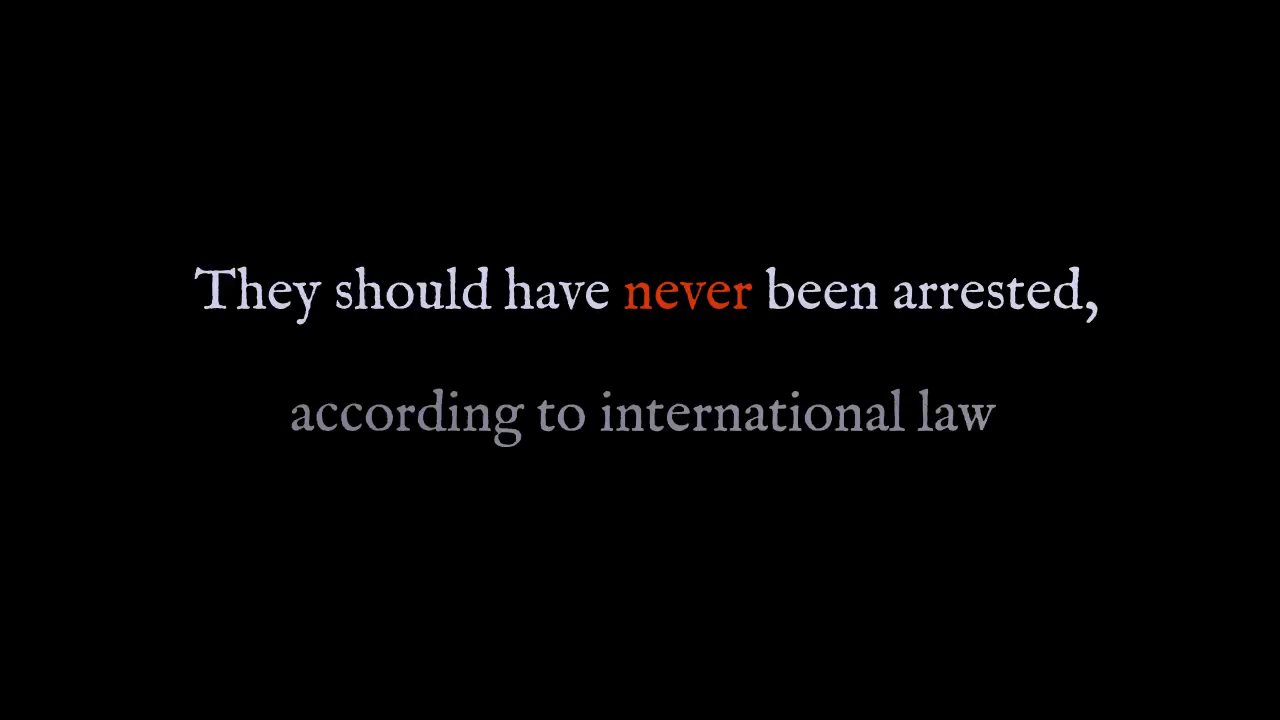 They should have never been arrested,
according to international law